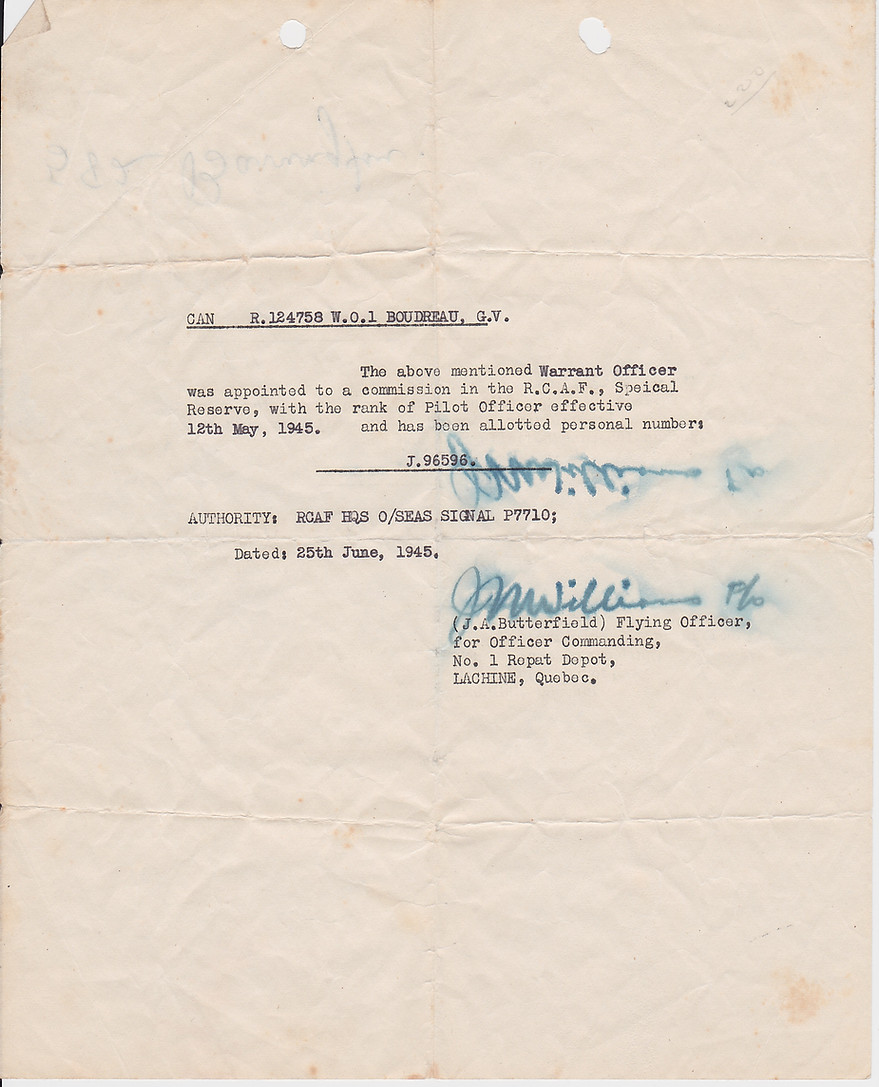 CAN R.124758 W.O.1 BOUDREAU, G.V.
The above mentioned Warrant Officer
was appointed to a commission in the R.C.A.F., Speical
Reserve, with the rank of Pilot Officer effective
12th May, 1945. and has been allotted personal number:
J.96596.
AUTHORITY: RCAF HQS O/SEAS SIGNAL P7710;
Dated: 25th June, 1945.
Williams F/o
(J.A.Butterfield) Flying Officer,
for Officer Commanding,
No. 1 Repat Depot,
LACHINE, Quebec.